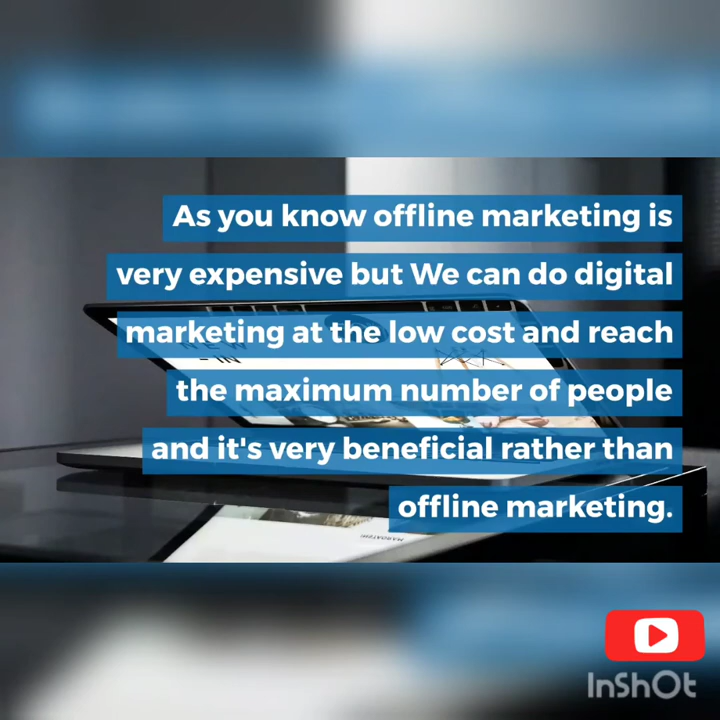 As you know offline marketing is
very expensive but We can do digital
marketing at the low cost and reach
the maximum number of people
and it's very beneficial rather than
offline marketing.
InShOt